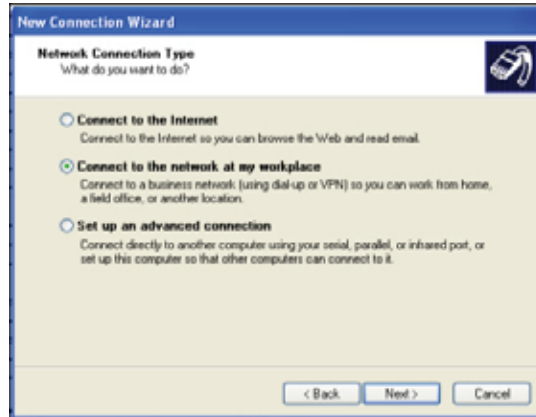 New Connection Wizard
Network Connection Type
What do you want to do?
Connect to the Internet
Connect to the Internet so you can browse the Web and read email.
Connect to the network at my workplace
Connect to a business network (using dial-up or VPN) so you can work from home,
a field office, or another location.
Set up an advanced connection
Connect directly to another computer using your serial, parallel, or infrared port, or
set up this computer so that other computers can connect to it.
< Back
Next >
Cancel